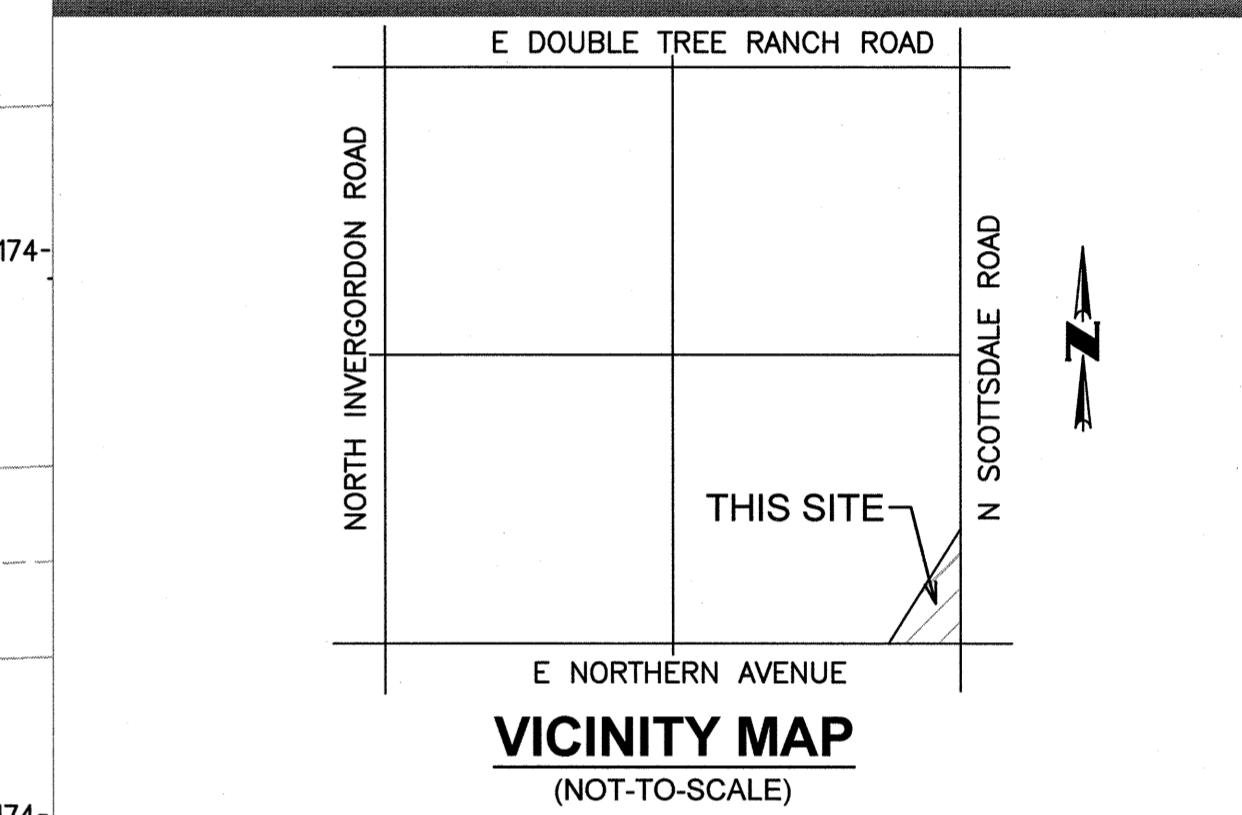 E DOUBLE TREE RANCH ROAD
NORTH INVERGORDON ROAD
174-
N SCOTTSDALE ROAD
N
THIS SITE
E NORTHERN AVENUE
VICINITY MAP
(NOT-TO-SCALE)
174-